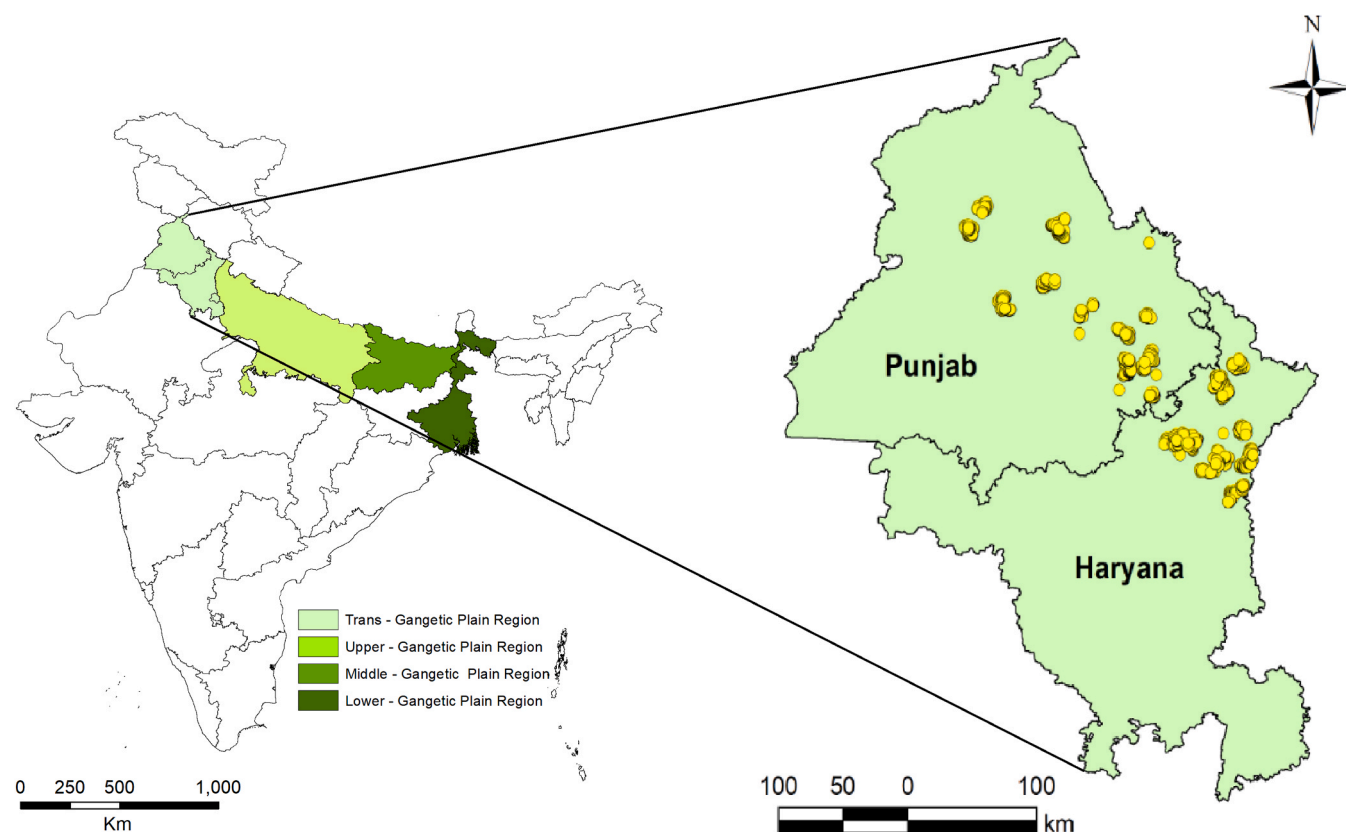 N
Punjab
Haryana
Trans - Gangetic Plain Region
Upper - Gangetic Plain Region
Middle - Gangetic  Plain Region
Lower - Gangetic Plain Region
0 250 500 1,000
Km
100 50 0 100
km